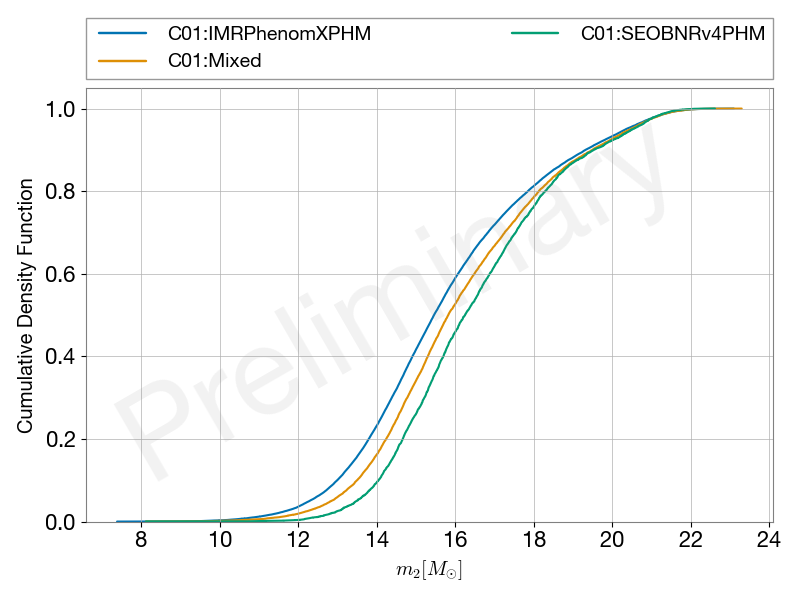 C01:IMRPhenomXPHM C01:SEOBNRv4PHM
C01:Mixed
1.0
0.8
0.6
0.4
0.2
0.0
Cumulative Density Function
Preliminary
8 10 12 14 16 18 20 22 24
m₂[M☉]